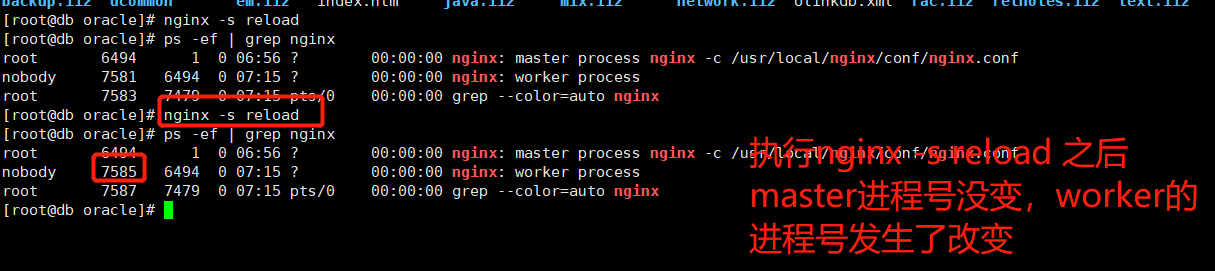 backup.112 dcommon em.112 index.htm java.112 mix.112 network.112 olinkdb.xml rac.112 relnotes.112 text.112
[root@db oracle]# nginx -s reload
[root@db oracle]# ps -ef | grep nginx
root 6494 1 0 06:56 ? 00:00:00 nginx: master process nginx -c /usr/local/nginx/conf/nginx.conf
nobody 7581 6494 0 07:15 ? 00:00:00 nginx: worker process
root 7583 7479 0 07:15 pts/0 00:00:00 grep --color=auto nginx
[root@db oracle]# nginx -s reload
[root@db oracle]# ps -ef | grep nginx
root 6494 1 0 06:56 ? 00:00:00 nginx: master process nginx -c /usr/local/nginx/conf/nginx.conf
nobody 7585 6494 0 07:15 ? 00:00:00 nginx: worker process
root 7587 7479 0 07:15 pts/0 00:00:00 grep --color=auto nginx
[root@db oracle]#
执行nginx -s reload 之后
master进程号没变，worker的
进程号发生了改变